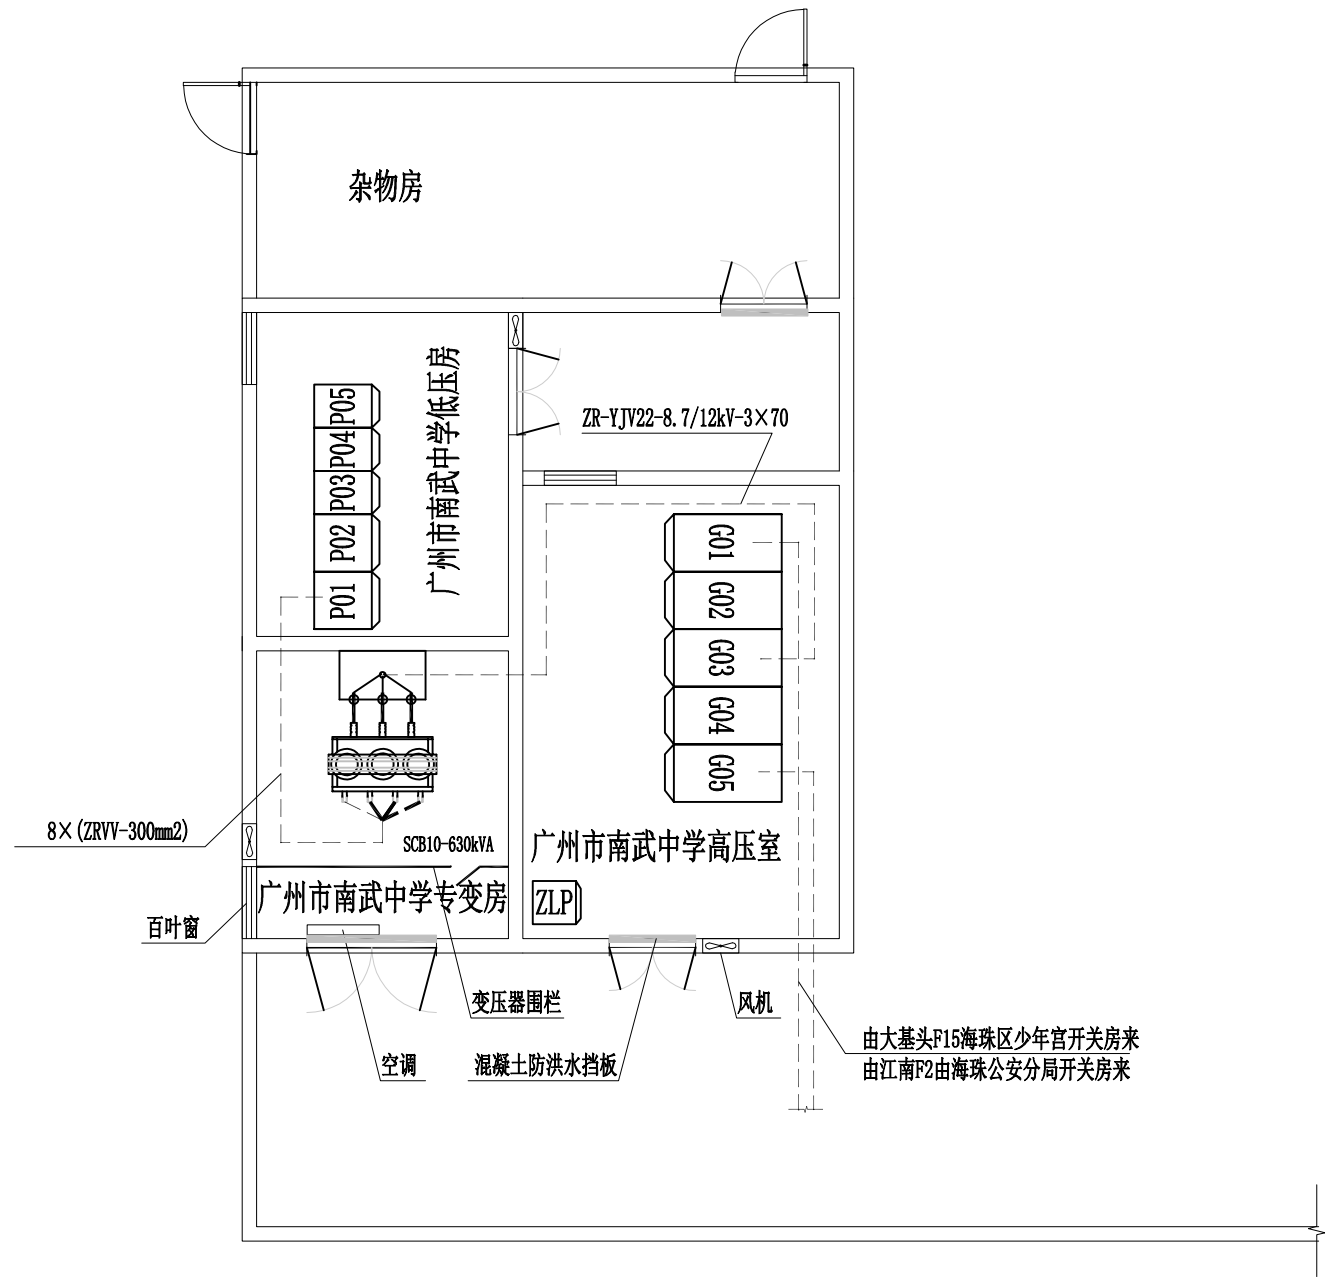 杂物房
广州市南武中学低压房
P05
P04
P03
P02
P01
ZR-YJV22-8.7/12kV-3×70
G01
G02
G03
G04
G05
8×(ZRVV-300mm2)
SCB10-630kVA
广州市南武中学高压室
广州市南武中学专变房
ZLP
百叶窗
变压器围栏
风机
空调
混凝土防洪水挡板
由大基头F15海珠区少年宫开关房来
由江南F2由海珠公安分局开关房来